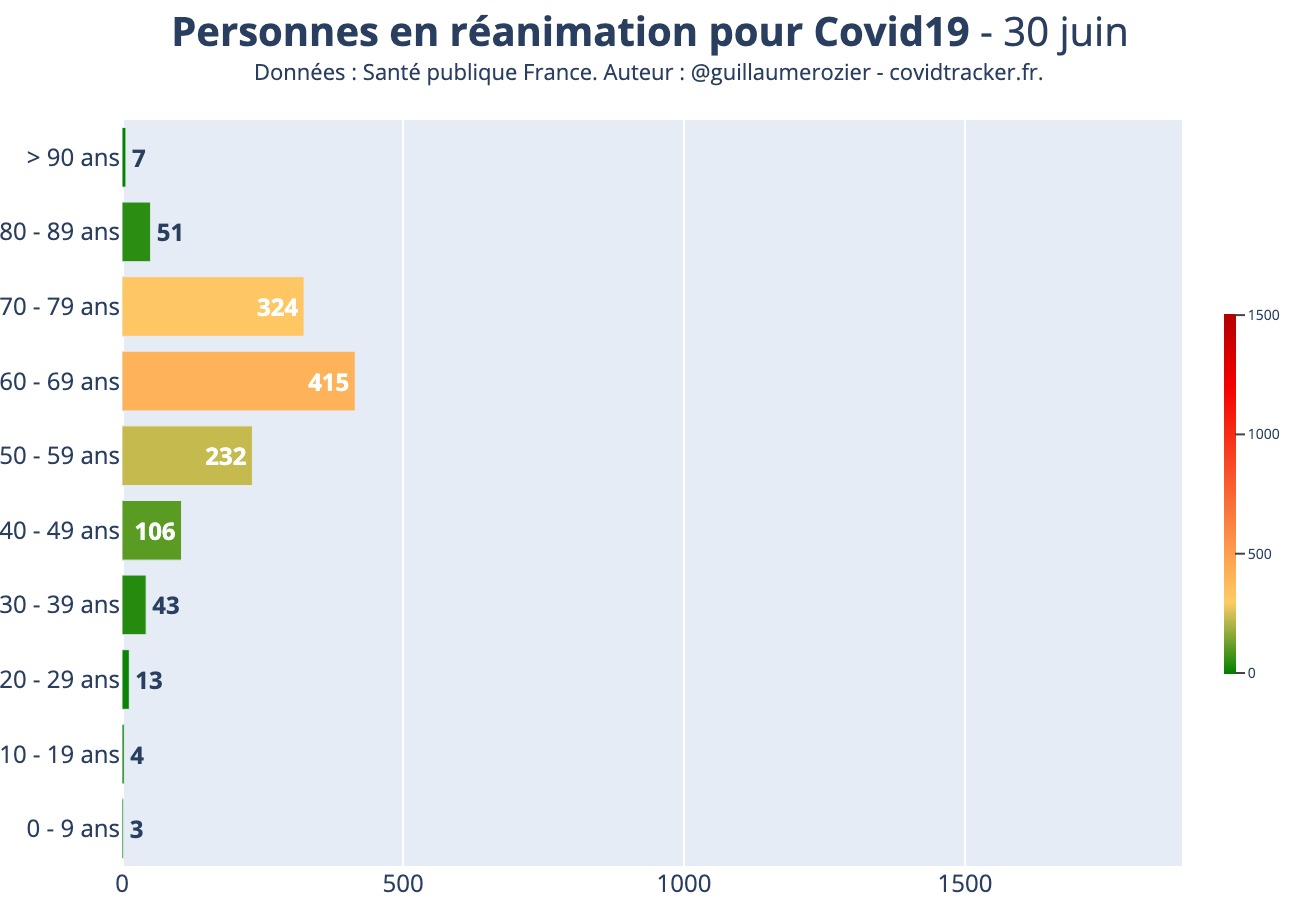 Personnes en réanimation pour Covid19 - 30 juin
Données : Santé publique France. Auteur : @guillaumerozier - covidtracker.fr.
> 90 ans 7
80 - 89 ans 51
70 - 79 ans 324
60 - 69 ans 415
50 - 59 ans 232
40 - 49 ans 106
30 - 39 ans 43
20 - 29 ans 13
10 - 19 ans 4
0 - 9 ans 3
0 500 1000 1500
1500
1000
500
0